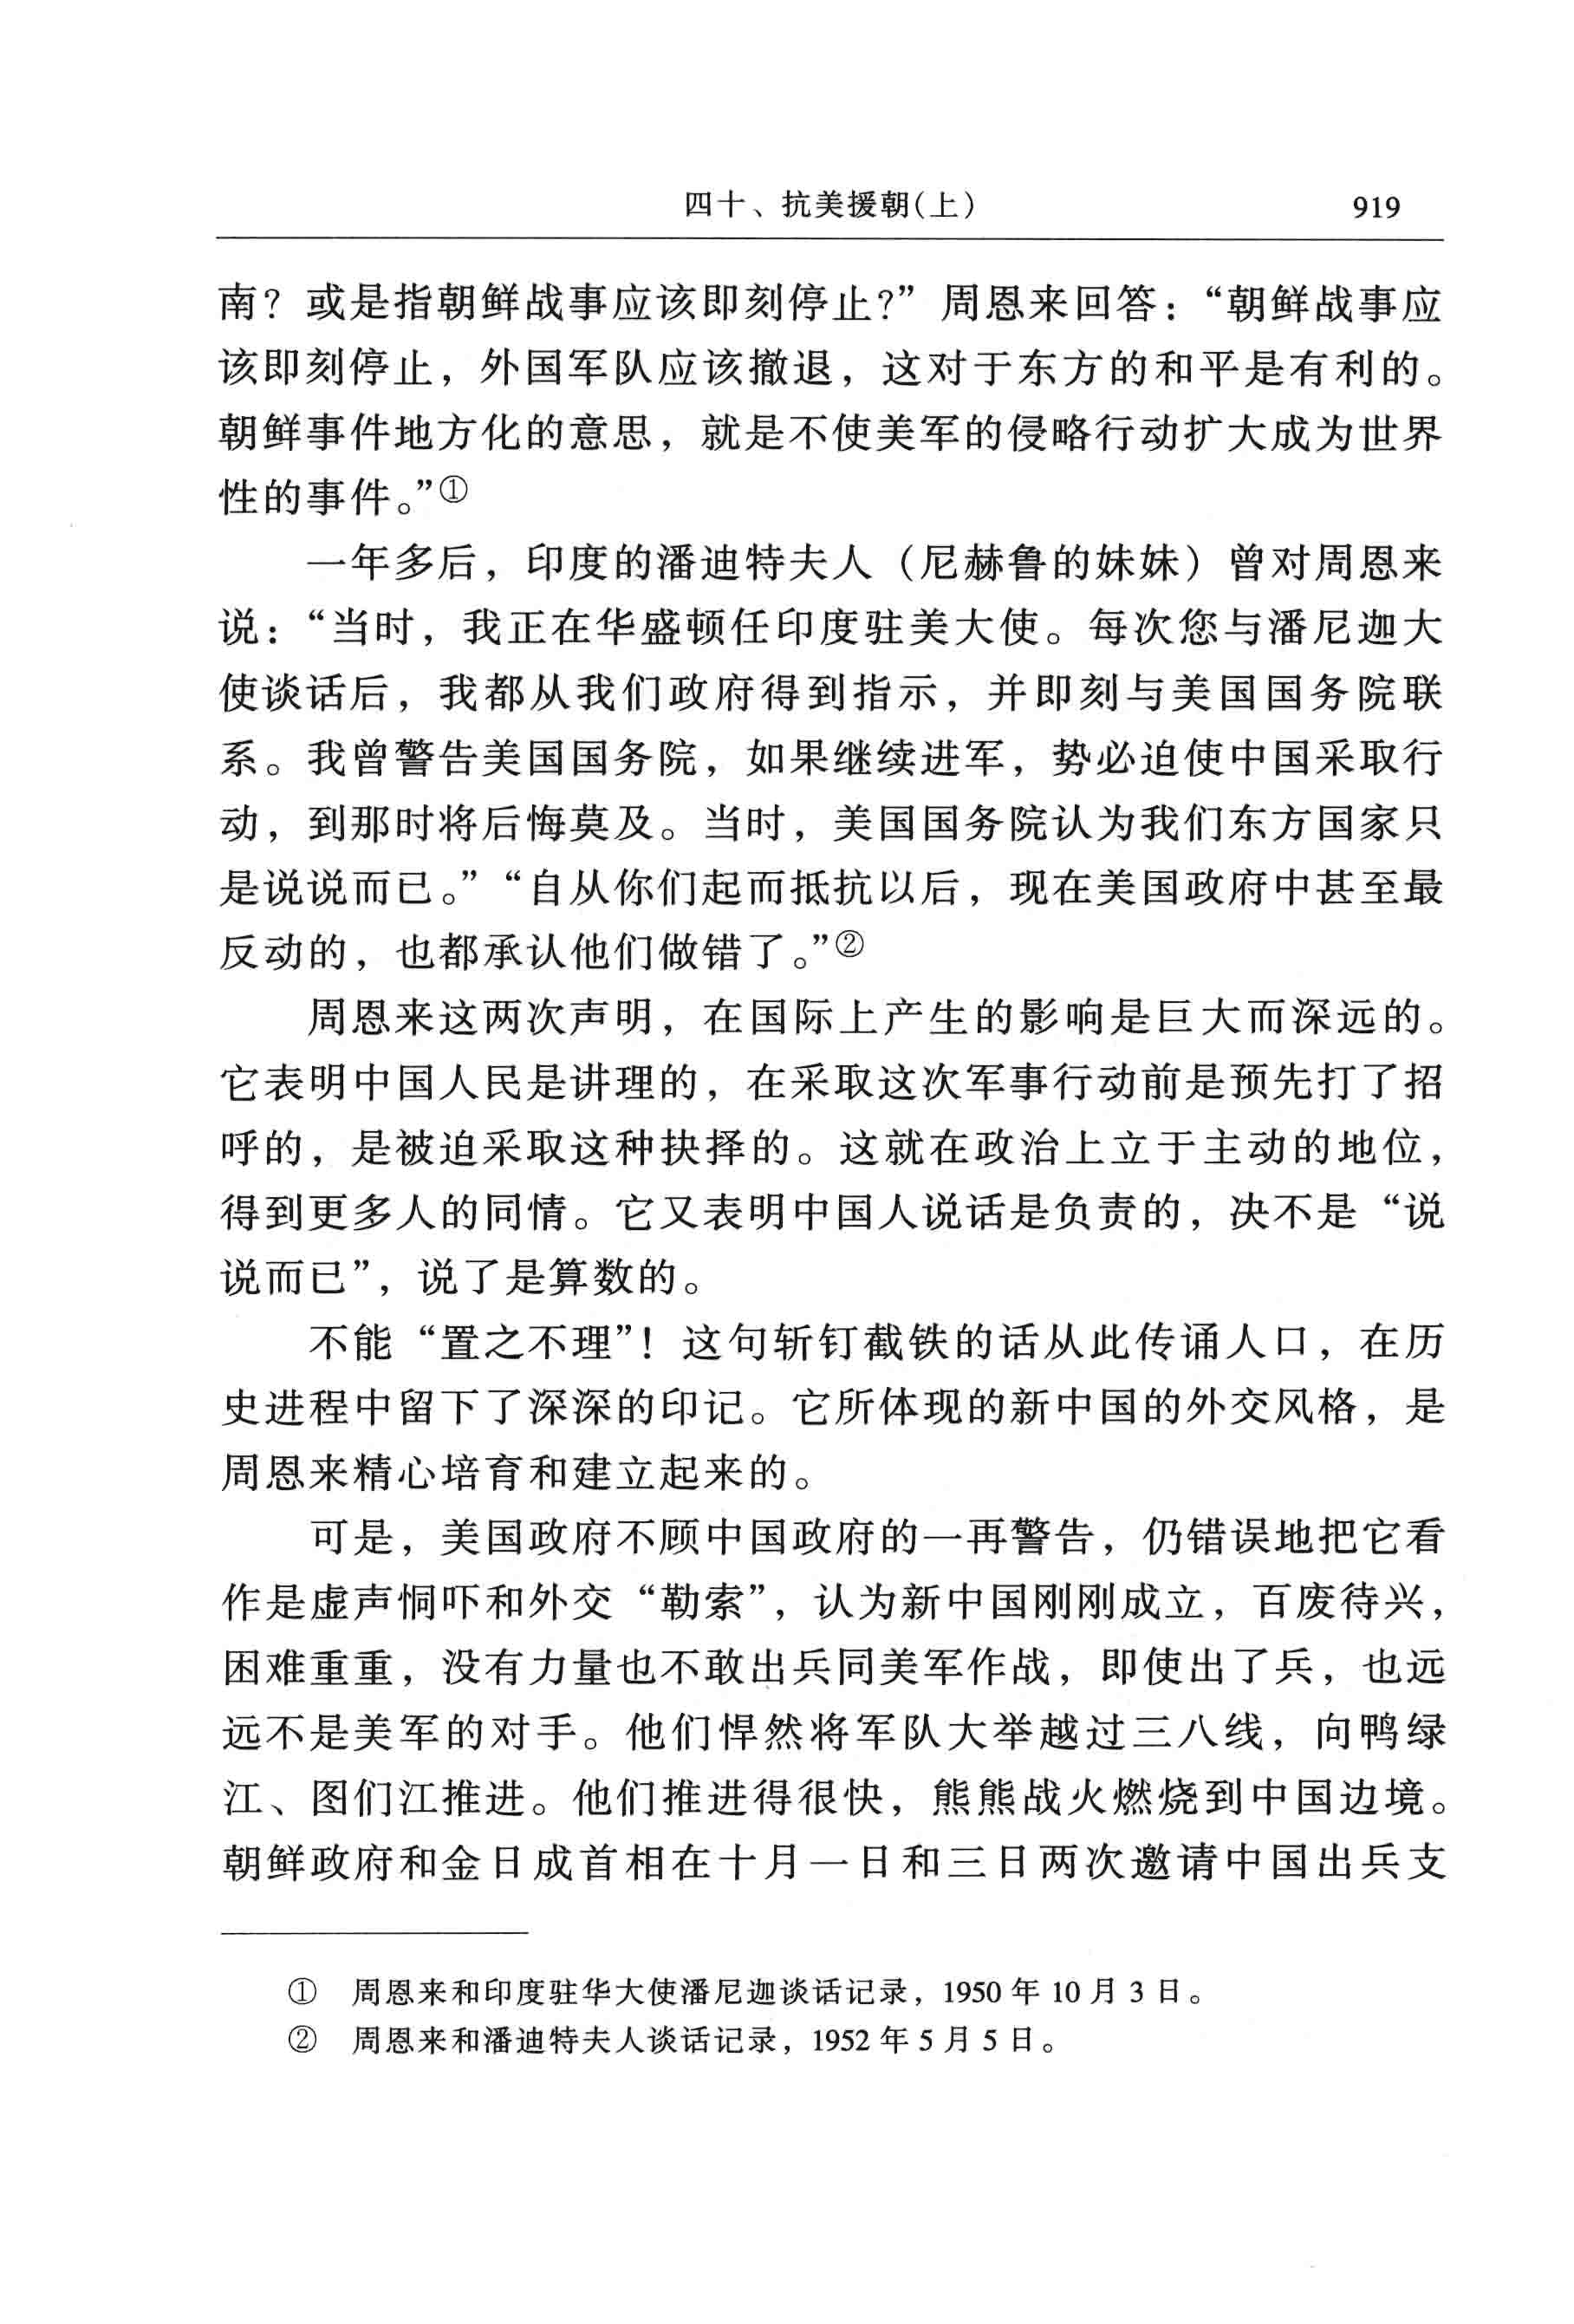 四十、抗美援朝(上) 919
南？或是指朝鲜战事应该即刻停止？”周恩来回答：“朝鲜战事应
该即刻停止，外国军队应该撤退，这对于东方的和平是有利的。
朝鲜事件地方化的意思，就是不使美军的侵略行动扩大成为世界
性的事件。”①
一年多后，印度的潘迪特夫人（尼赫鲁的妹妹）曾对周恩来
说：“当时，我正在华盛顿任印度驻美大使。每次您与潘尼迦大
使谈话后，我都从我们政府得到指示，并即刻与美国国务院联
系。我曾警告美国国务院，如果继续进军，势必迫使中国采取行
动，到那时将后悔莫及。当时，美国国务院认为我们东方国家只
是说说而已。”“自从你们起而抵抗以后，现在美国政府中甚至最
反动的，也都承认他们做错了。”②
周恩来这两次声明，在国际上产生的影响是巨大而深远的。
它表明中国人民是讲理的，在采取这次军事行动前是预先打了招
呼的，是被迫采取这种抉择的。这就在政治上立于主动的地位，
得到更多人的同情。它又表明中国人说话是负责的，决不是“说
说而已”，说了是算数的。
不能“置之不理”！这句斩钉截铁的话从此传诵人口，在历
史进程中留下了深深的印记。它所体现的新中国的外交风格，是
周恩来精心培育和建立起来的。
可是，美国政府不顾中国政府的一再警告，仍错误地把它看
作是虚声恫吓和外交“勒索”，认为新中国刚刚成立，百废待兴，
困难重重，没有力量也不敢出兵同美军作战，即使出了兵，也远
远不是美军的对手。他们悍然将军队大举越过三八线，向鸭绿
江、图们江推进。他们推进得很快，熊熊战火燃烧到中国边境。
朝鲜政府和金日成首相在十月一日和三日两次邀请中国出兵支
① 周恩来和印度驻华大使潘尼迦谈话记录，1950 年 10 月 3 日。
② 周恩来和潘迪特夫人谈话记录，1952 年 5 月 5 日。